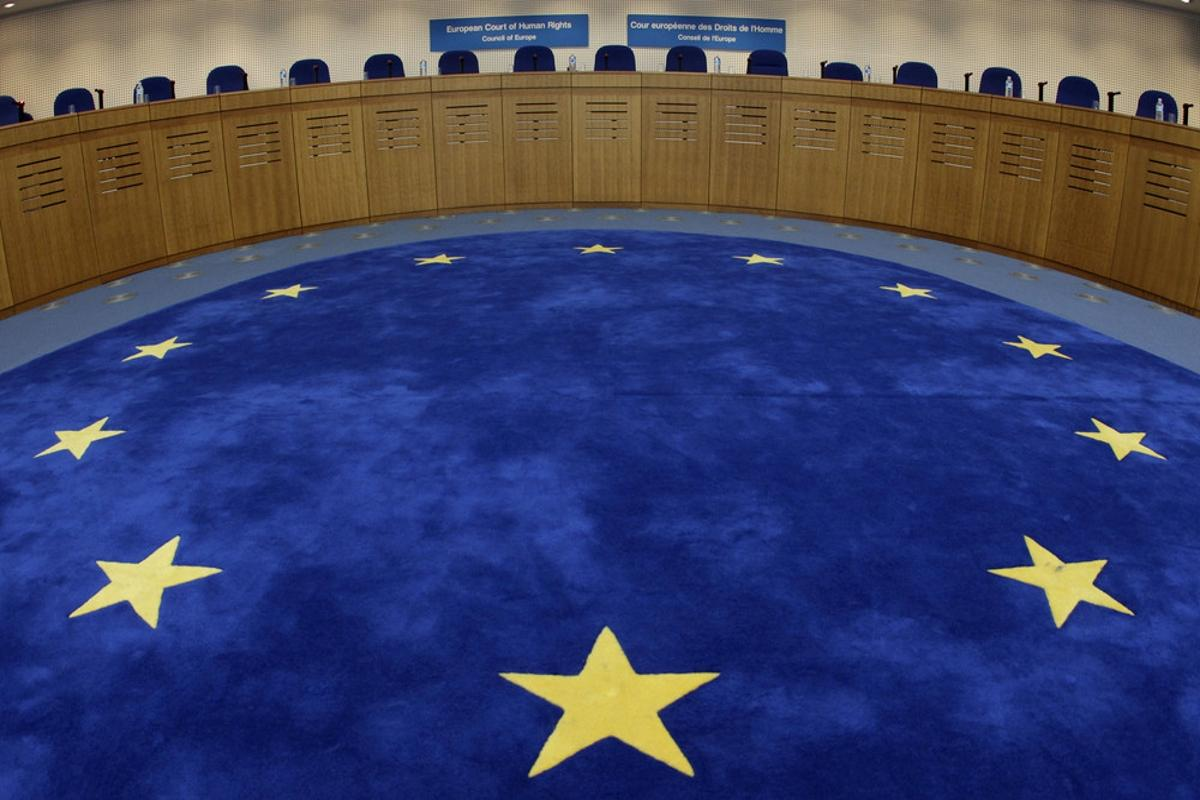 European Court of Human Rights
Council of Europe
Cour européenne des Droits de l'Homme
Conseil de l'Europe